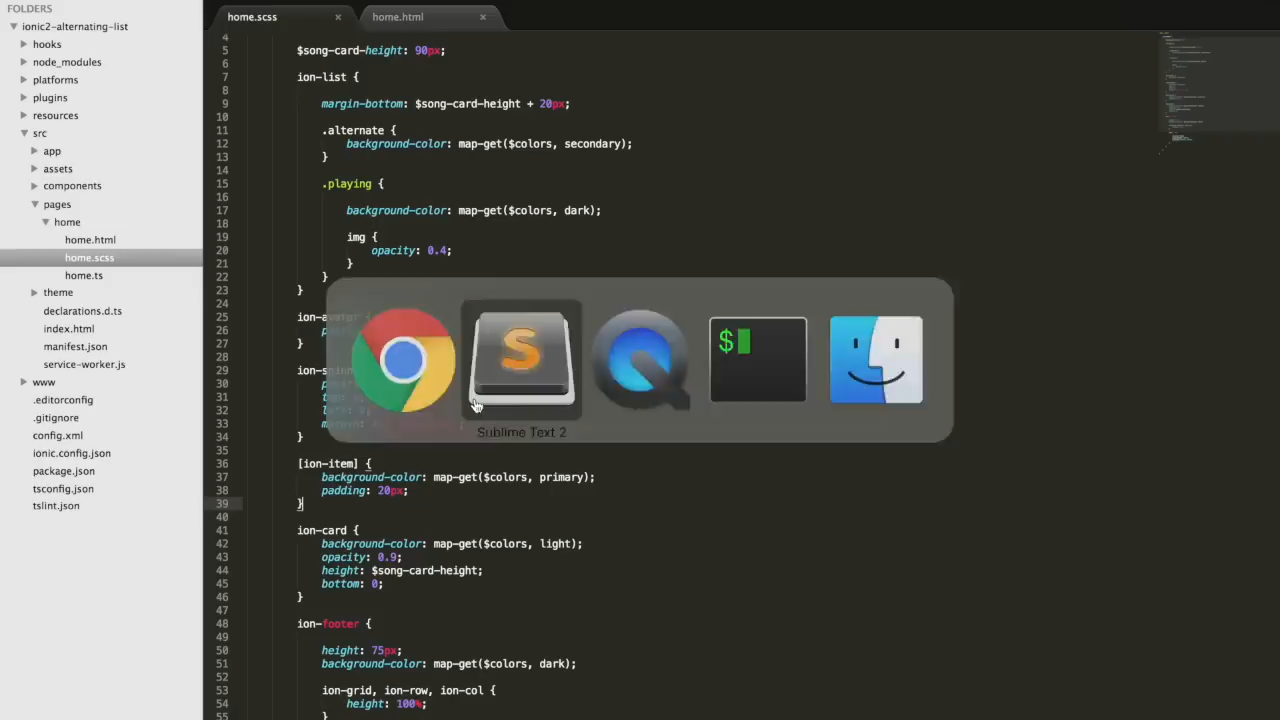 FOLDERS
ionic2-alternating-list
hooks
node_modules
platforms
plugins
resources
src
app
assets
components
pages
home
home.html
home.scss
home.ts
theme
declarations.d.ts
index.html
manifest.json
service-worker.js
www
.editorconfig
.gitignore
config.xml
ionic.config.json
package.json
tsconfig.json
tslint.json
home.scss ×
home.html ×
4
5 $song-card-height: 90px;
6
7 ion-list {
8
9 margin-bottom: $song-card-height + 20px;
10
11 .alternate {
12 background-color: map-get($colors, secondary);
13 }
14
15 .playing {
16
17 background-color: map-get($colors, dark);
18
19 img {
20 opacity: 0.4;
21 }
22 }
23 }
24
25
26
27 }
28
29
30
31
32
33
34 }
35
36 [ion-item] {
37 background-color: map-get($colors, primary);
38 padding: 20px;
39 }
40
41 ion-card {
42 background-color: map-get($colors, light);
43 opacity: 0.9;
44 height: $song-card-height;
45 bottom: 0;
46 }
47
48 ion-footer {
49
50 height: 75px;
51 background-color: map-get($colors, dark);
52
53 ion-grid, ion-row, ion-col {
54 height: 100%;
55 }
S
$
Sublime Text 2